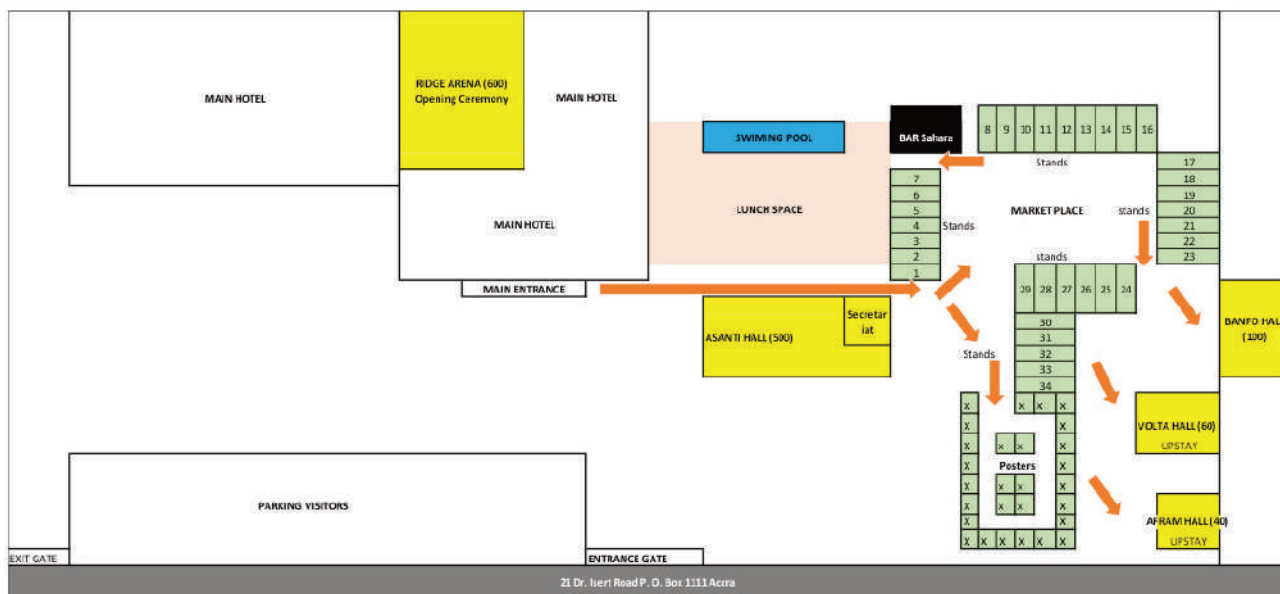 MAIN HOTEL
RIDGE ARENA (600)
Opening Ceremony
MAIN HOTEL
MAIN HOTEL
SWIMING POOL
LUNCH SPACE
BAR Sahara
8 9 10 11 12 13 14 15 16
Stands
17
18
19
20
21
22
23
stands
MARKET PLACE
7
6
5
4
3
2
1
Stands
stands
29 28 27 26 25 24
30
31
32
33
34
MAIN ENTRANCE
ASANTI HALL (500)
Secretar
iat
Stands
BANFO HALL
(100)
X X X X
X X
X X X X
Posters
X X
X X X X
X X X X
X X
X X X X X X
VOLTA HALL (60)
UPSTAY
AFRAM HALL (40)
UPSTAY
PARKING VISITORS
EXIT GATE
ENTRANCE GATE
21 Dr. Isert Road P. O. Box 1111 Accra